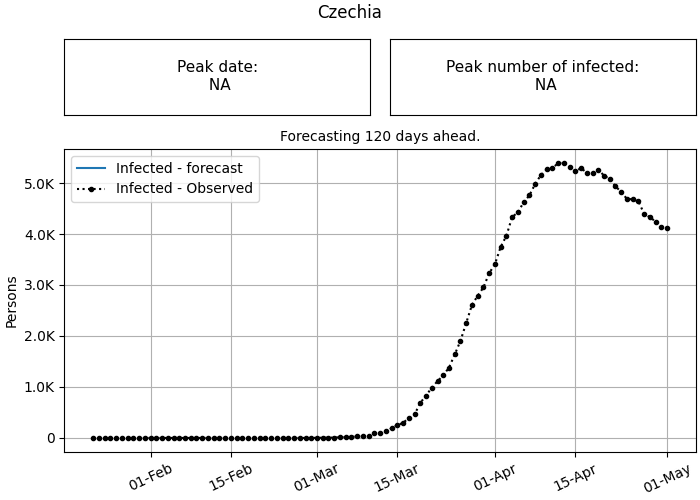 Czechia
Peak date:
NA
Peak number of infected:
NA
Forecasting 120 days ahead.
Infected - forecast
Infected - Observed
5.0K
4.0K
3.0K
2.0K
1.0K
0
Persons
01-Feb
15-Feb
01-Mar
15-Mar
01-Apr
15-Apr
01-May